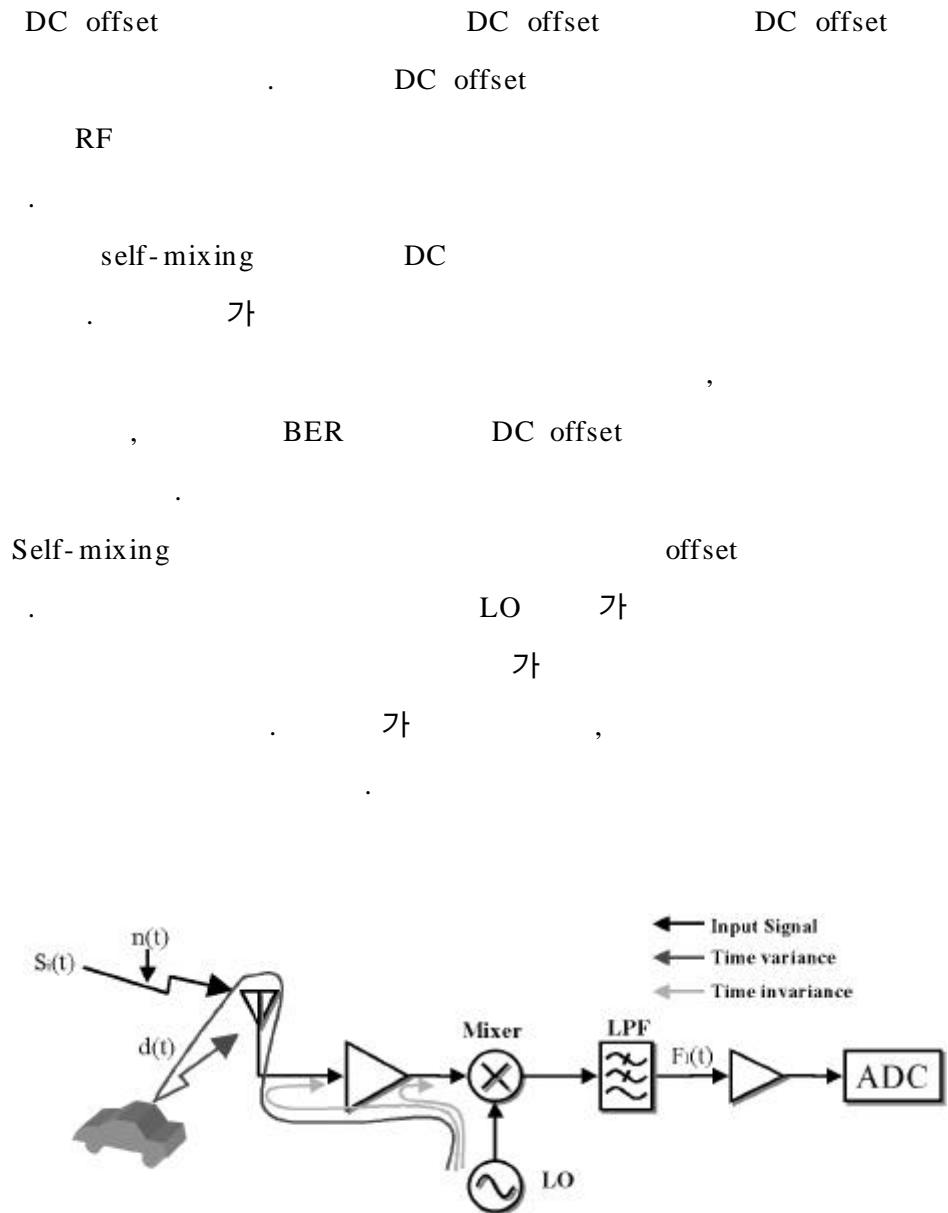 DC offset DC offset DC offset
. DC offset
RF
.
self-mixing DC
. 가
,
, BER DC offset
.
Self-mixing offset
. LO 가
가
. 가 ,
.
Input Signal
n(t)
Time variance
Time invariance
d(t)
Mixer
LPF
F₁(t)
ADC
LO